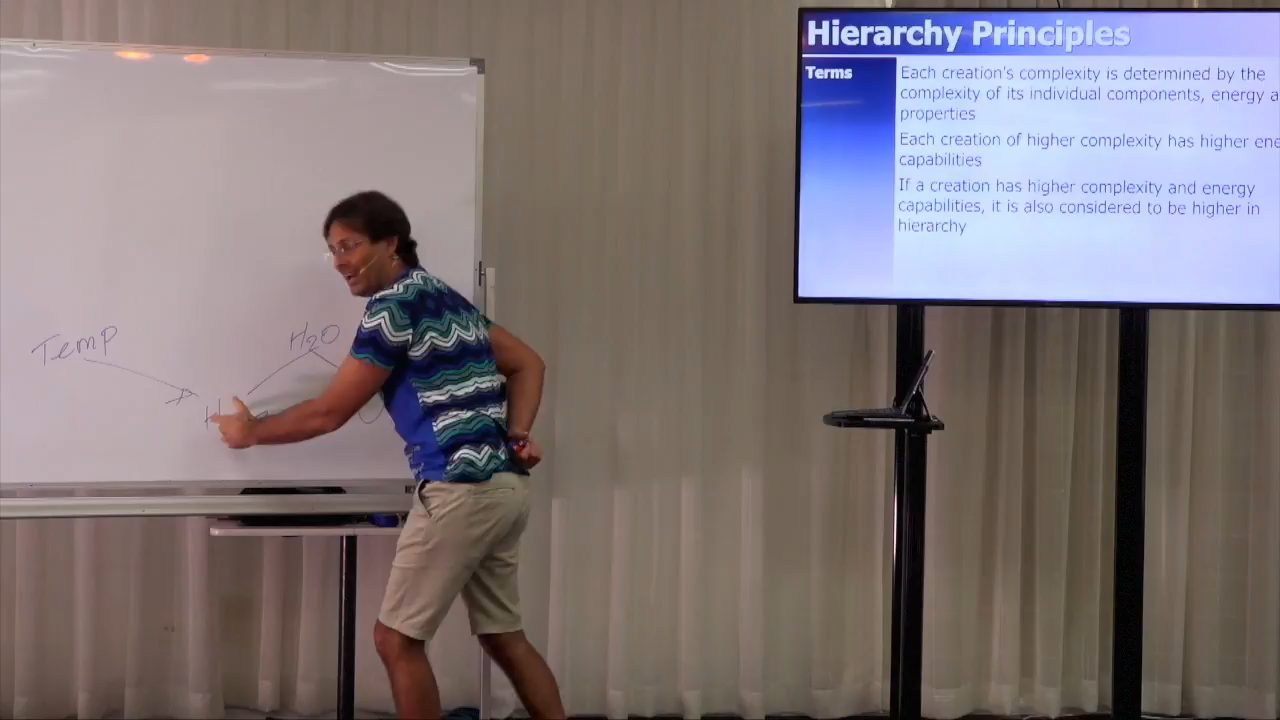 Temp
H2O
H
Hierarchy Principles
Terms
Each creation's complexity is determined by the
complexity of its individual components, energy a
properties
Each creation of higher complexity has higher ene
capabilities
If a creation has higher complexity and energy
capabilities, it is also considered to be higher in
hierarchy